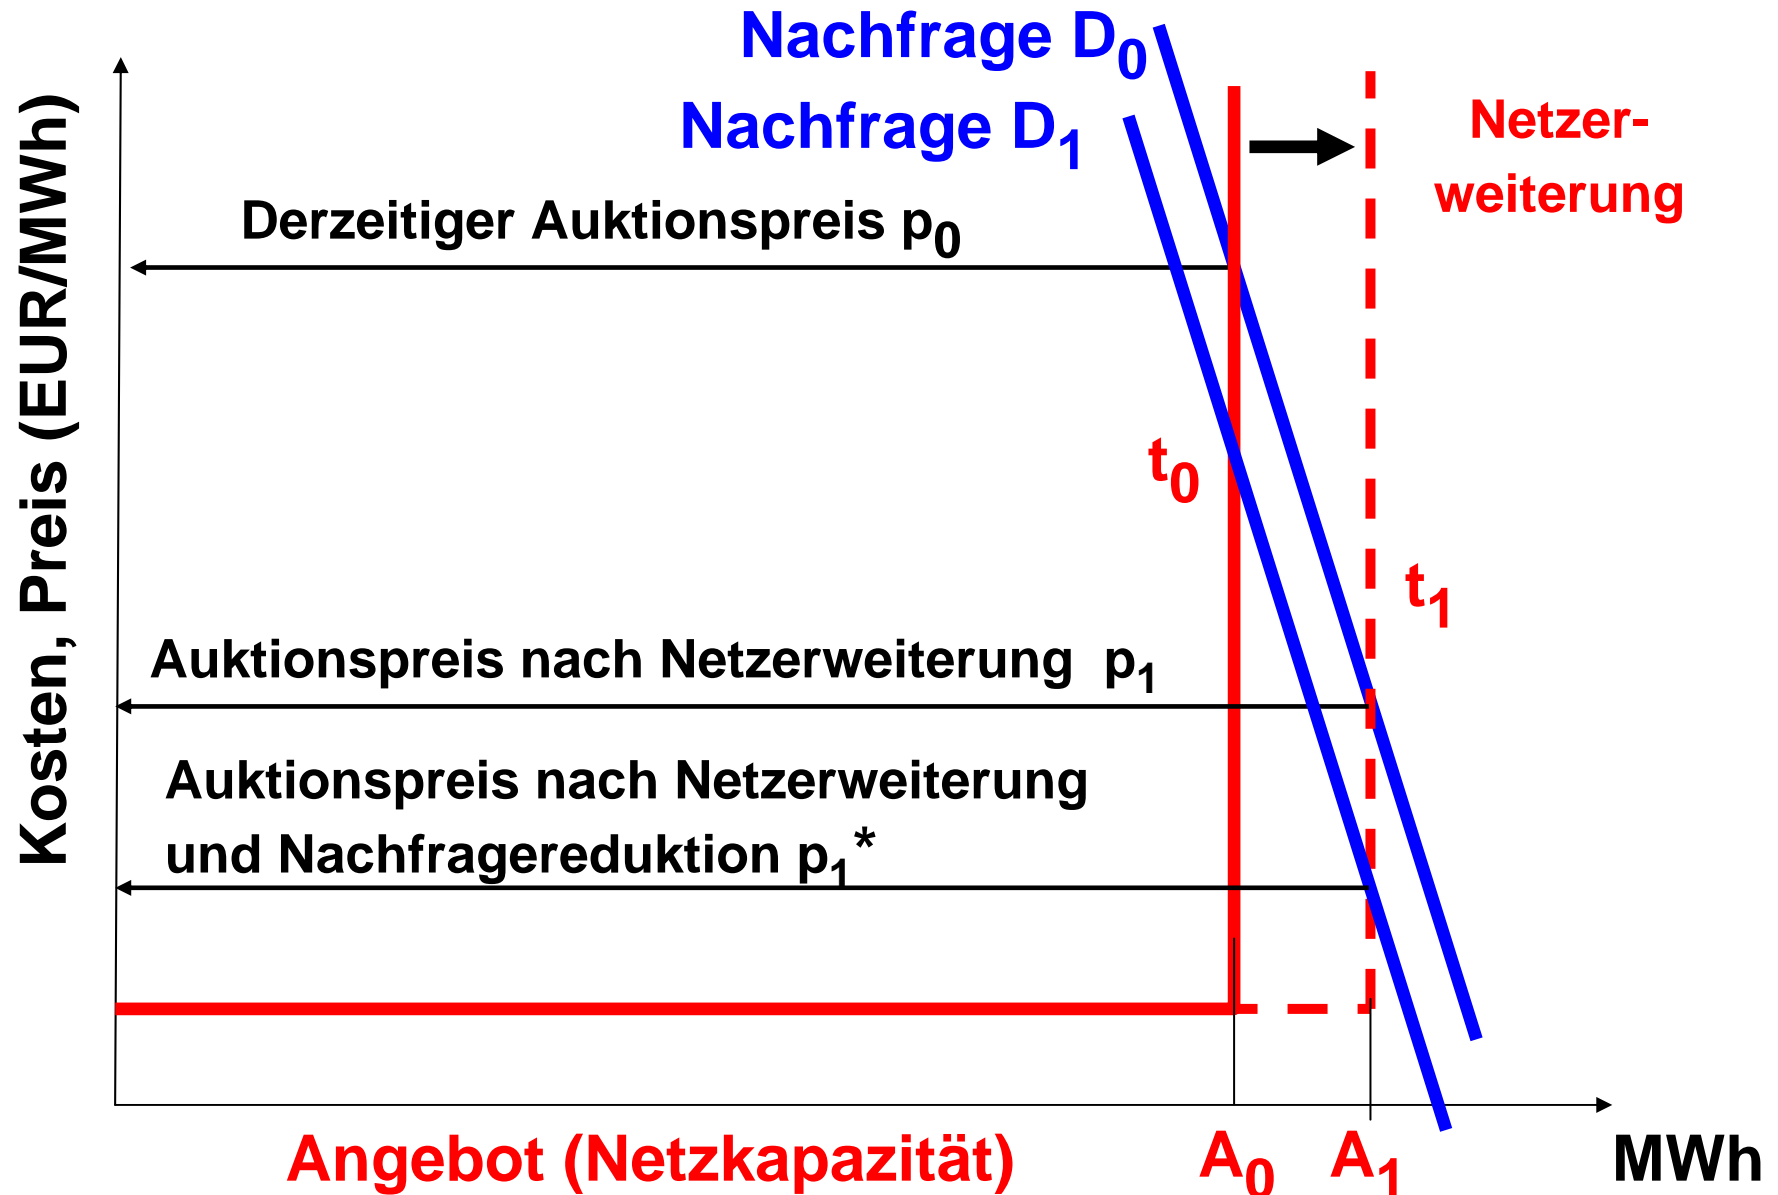 Nachfrage D0
Nachfrage D1
Netzer-
weiterung
Derzeitiger Auktionspreis p0
Kosten, Preis (EUR/MWh)
t0
t1
Auktionspreis nach Netzerweiterung p1
Auktionspreis nach Netzerweiterung
und Nachfragereduktion p1*
Angebot (Netzkapazität)
A0
A1
MWh